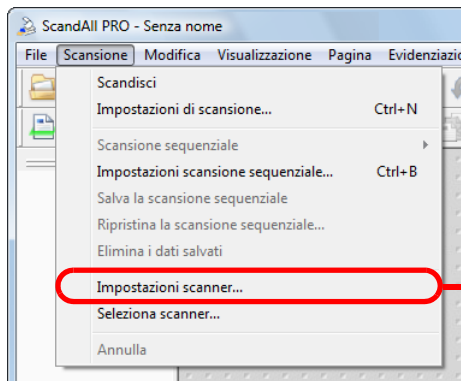 ScandAll PRO - Senza nome
File Scansione Modifica Visualizzazione Pagina
Scandisci
Impostazioni di scansione... Ctrl+N
Scansione sequenziale
Impostazioni scansione sequenziale... Ctrl+B
Salva la scansione sequenziale
Ripristina la scansione sequenziale...
Elimina i dati salvati
Impostazioni scanner...
Seleziona scanner...
Annulla